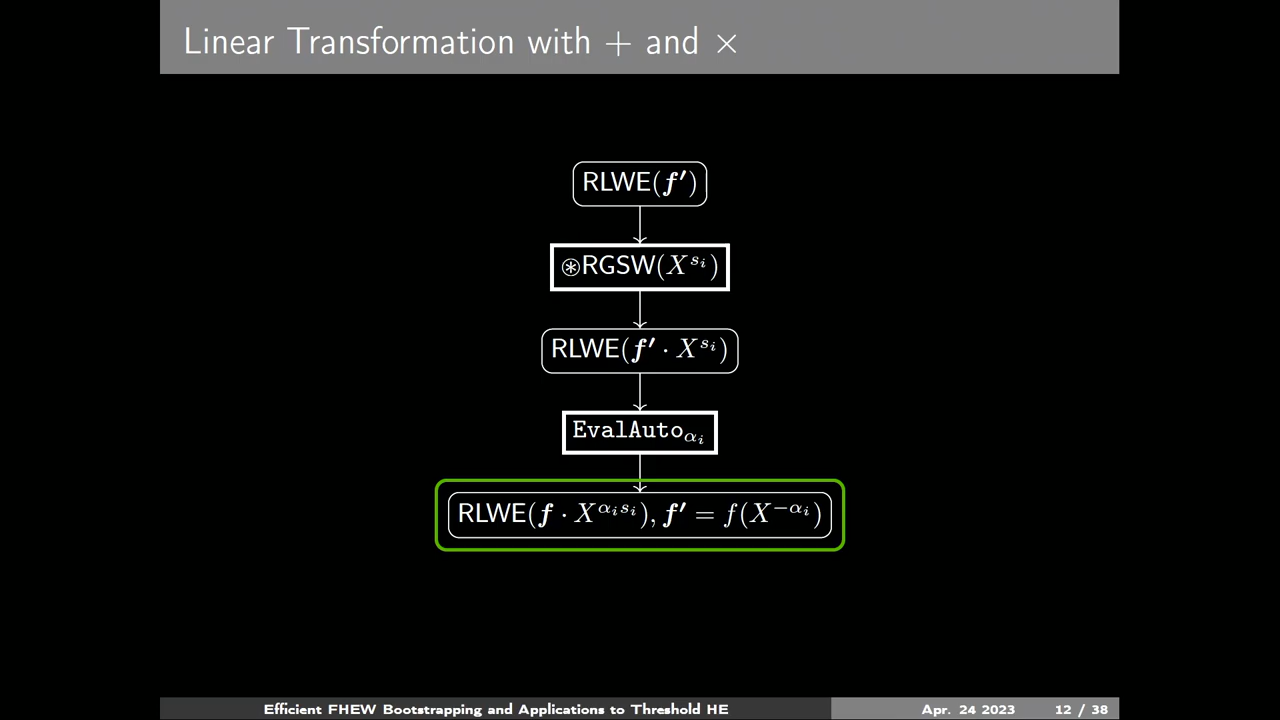 Linear Transformation with + and ×
RLWE(f′)
⊛RGSW(X^{s_i})
RLWE(f′ · X^{s_i})
EvalAuto_{α_i}
RLWE(f · X^{α_i s_i}), f′ = f(X^{−α_i})
Efficient FHEW Bootstrapping and Applications to Threshold HE Apr. 24 2023 12 / 38